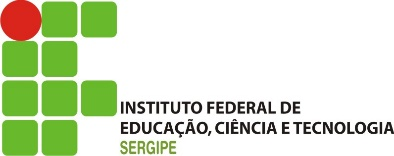 INSTITUTO FEDERAL DE
EDUCAÇÃO, CIÊNCIA E TECNOLOGIA
SERGIPE